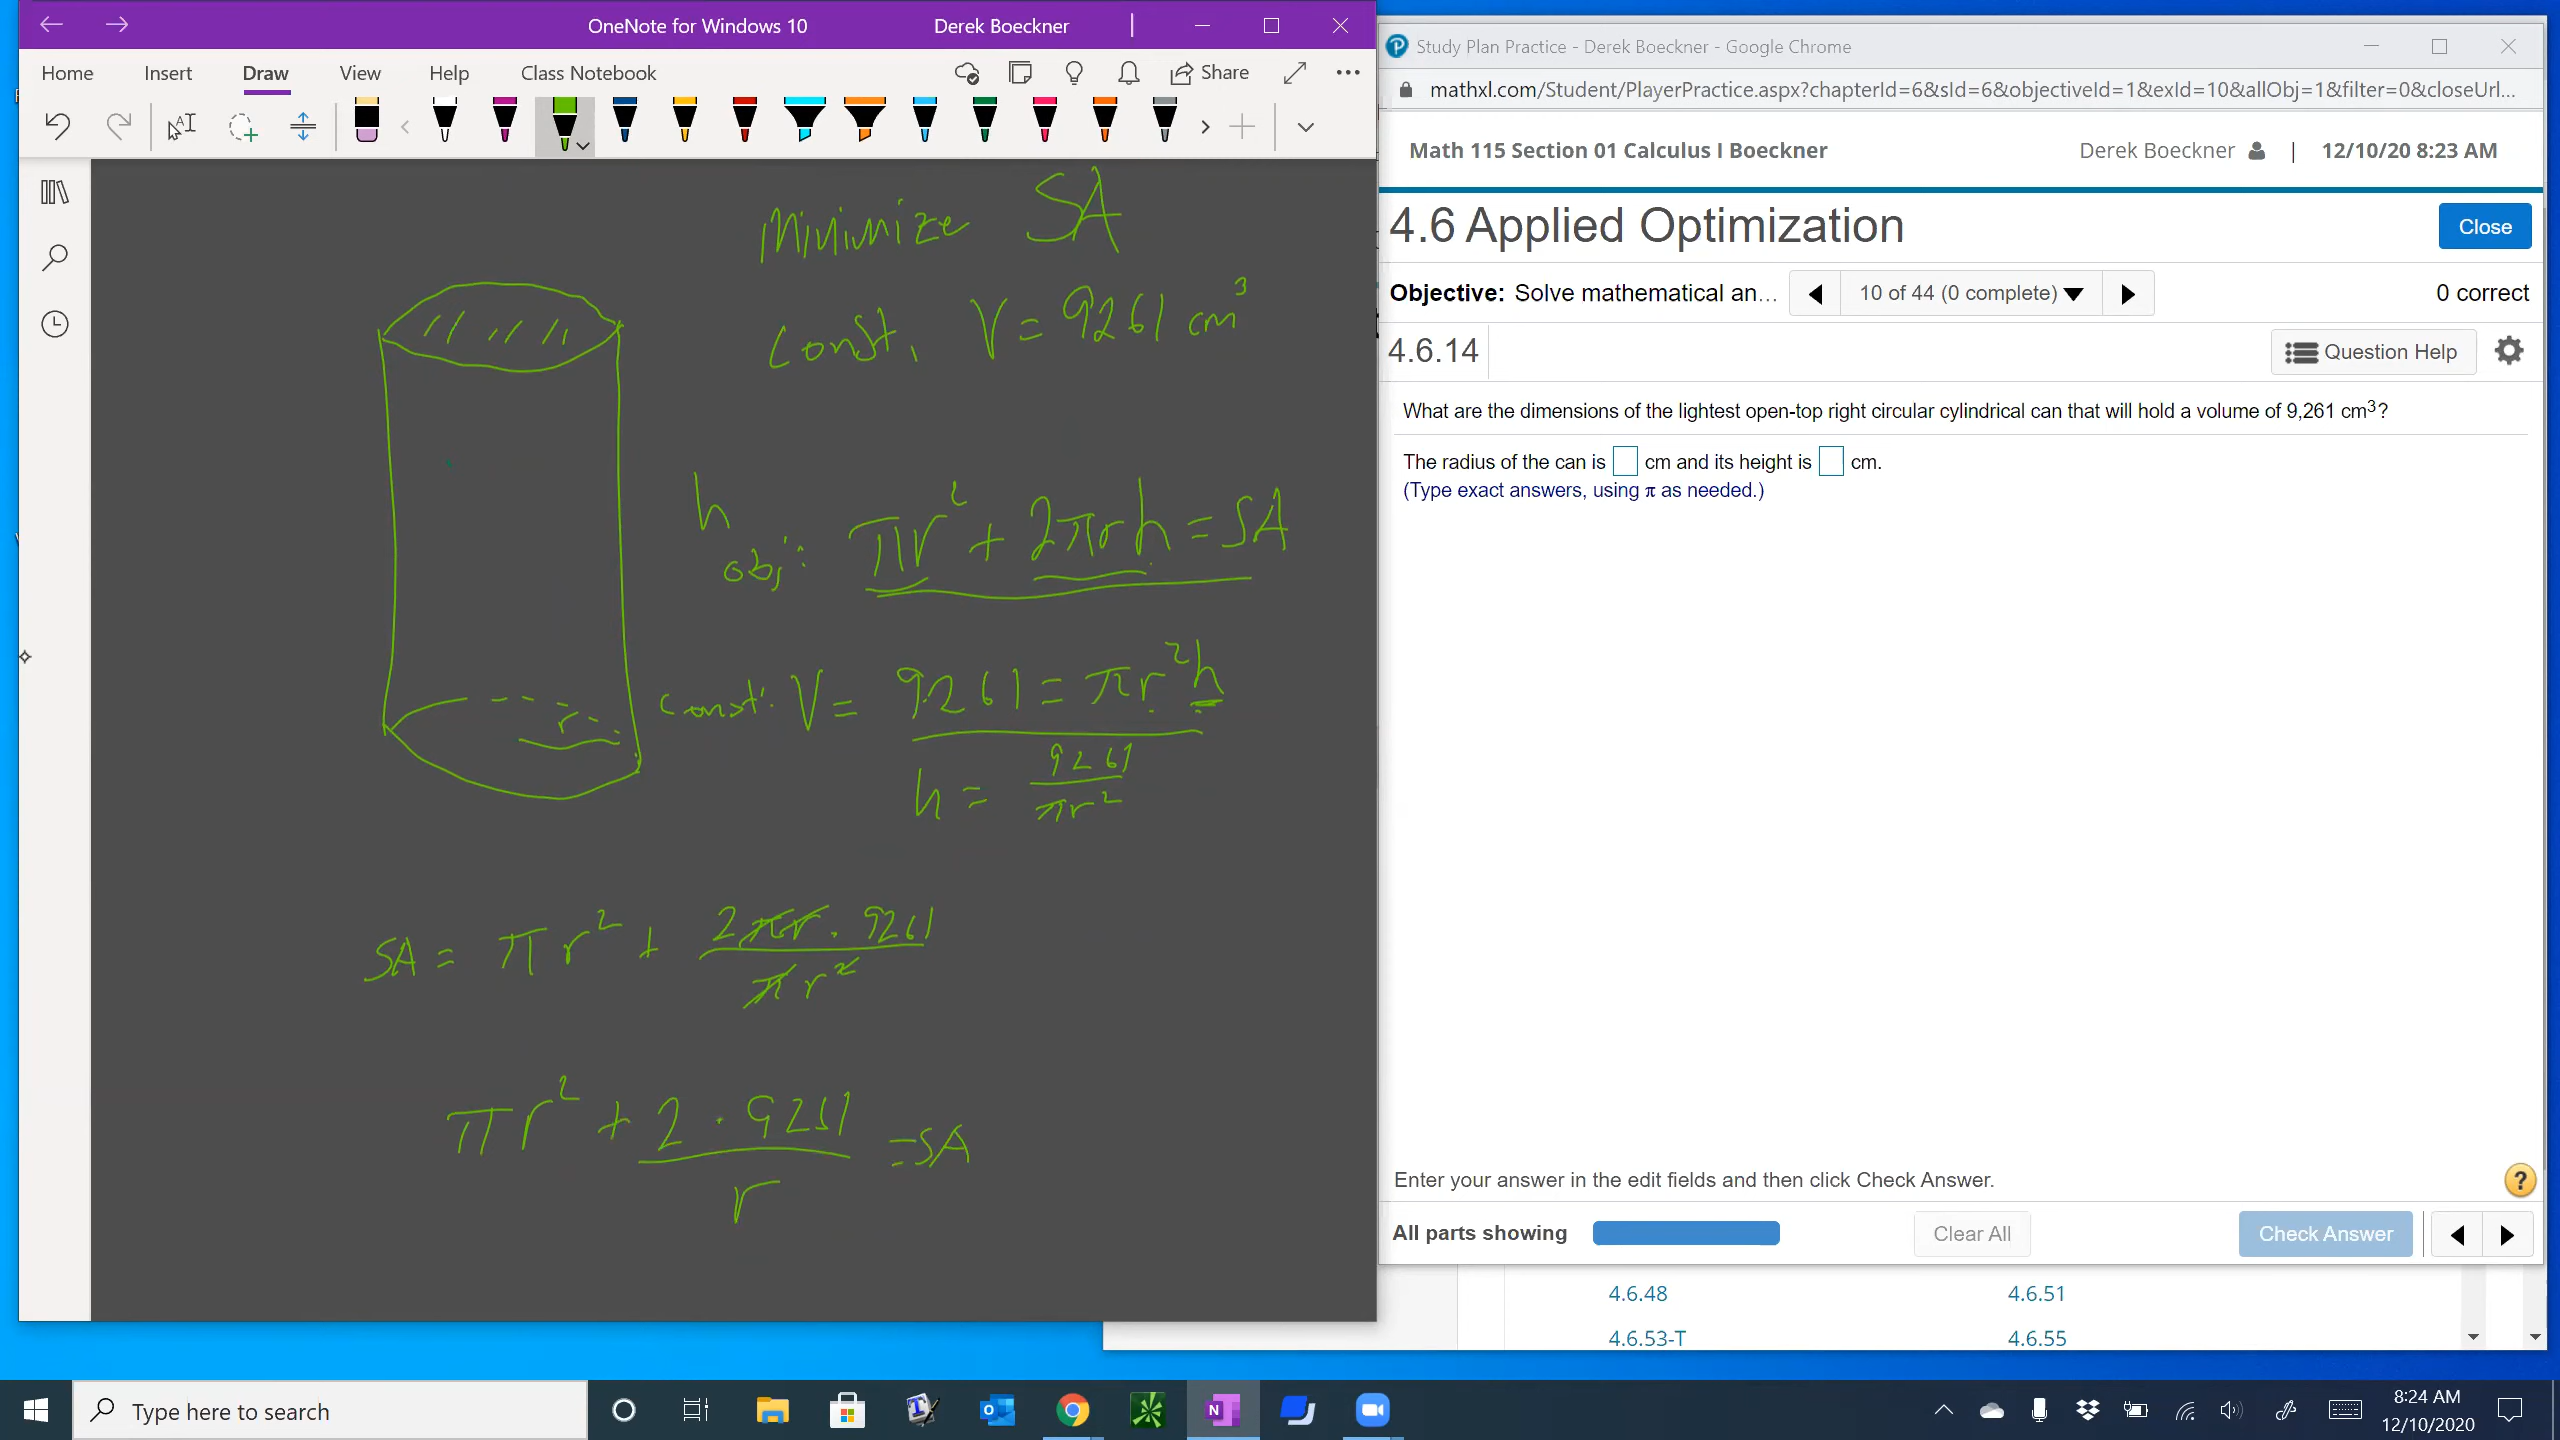 OneNote for Windows 10
Derek Boeckner
Home Insert Draw View Help Class Notebook Share
Minimize SA
Const. V = 9261 cm³
h
obj: πr² + 2πrh = SA
const: V = 9261 = πr²h
h = 9261 / πr²
r
SA = πr² + 2πr · 9261 / πr²
πr² + 2 · 9261 / r = SA
Study Plan Practice - Derek Boeckner - Google Chrome
mathxl.com/Student/PlayerPractice.aspx?chapterId=6&sId=6&objectiveId=1&exId=10&allObj=1&filter=0&closeUrl...
Math 115 Section 01 Calculus I Boeckner
Derek Boeckner | 12/10/20 8:23 AM
4.6 Applied Optimization
Close
Objective: Solve mathematical an...
10 of 44 (0 complete)
0 correct
4.6.14
Question Help
What are the dimensions of the lightest open-top right circular cylindrical can that will hold a volume of 9,261 cm³?
The radius of the can is cm and its height is cm.
(Type exact answers, using π as needed.)
Enter your answer in the edit fields and then click Check Answer.
?
All parts showing
Clear All
Check Answer
4.6.48 4.6.51
4.6.53-T 4.6.55
Type here to search
8:24 AM
12/10/2020